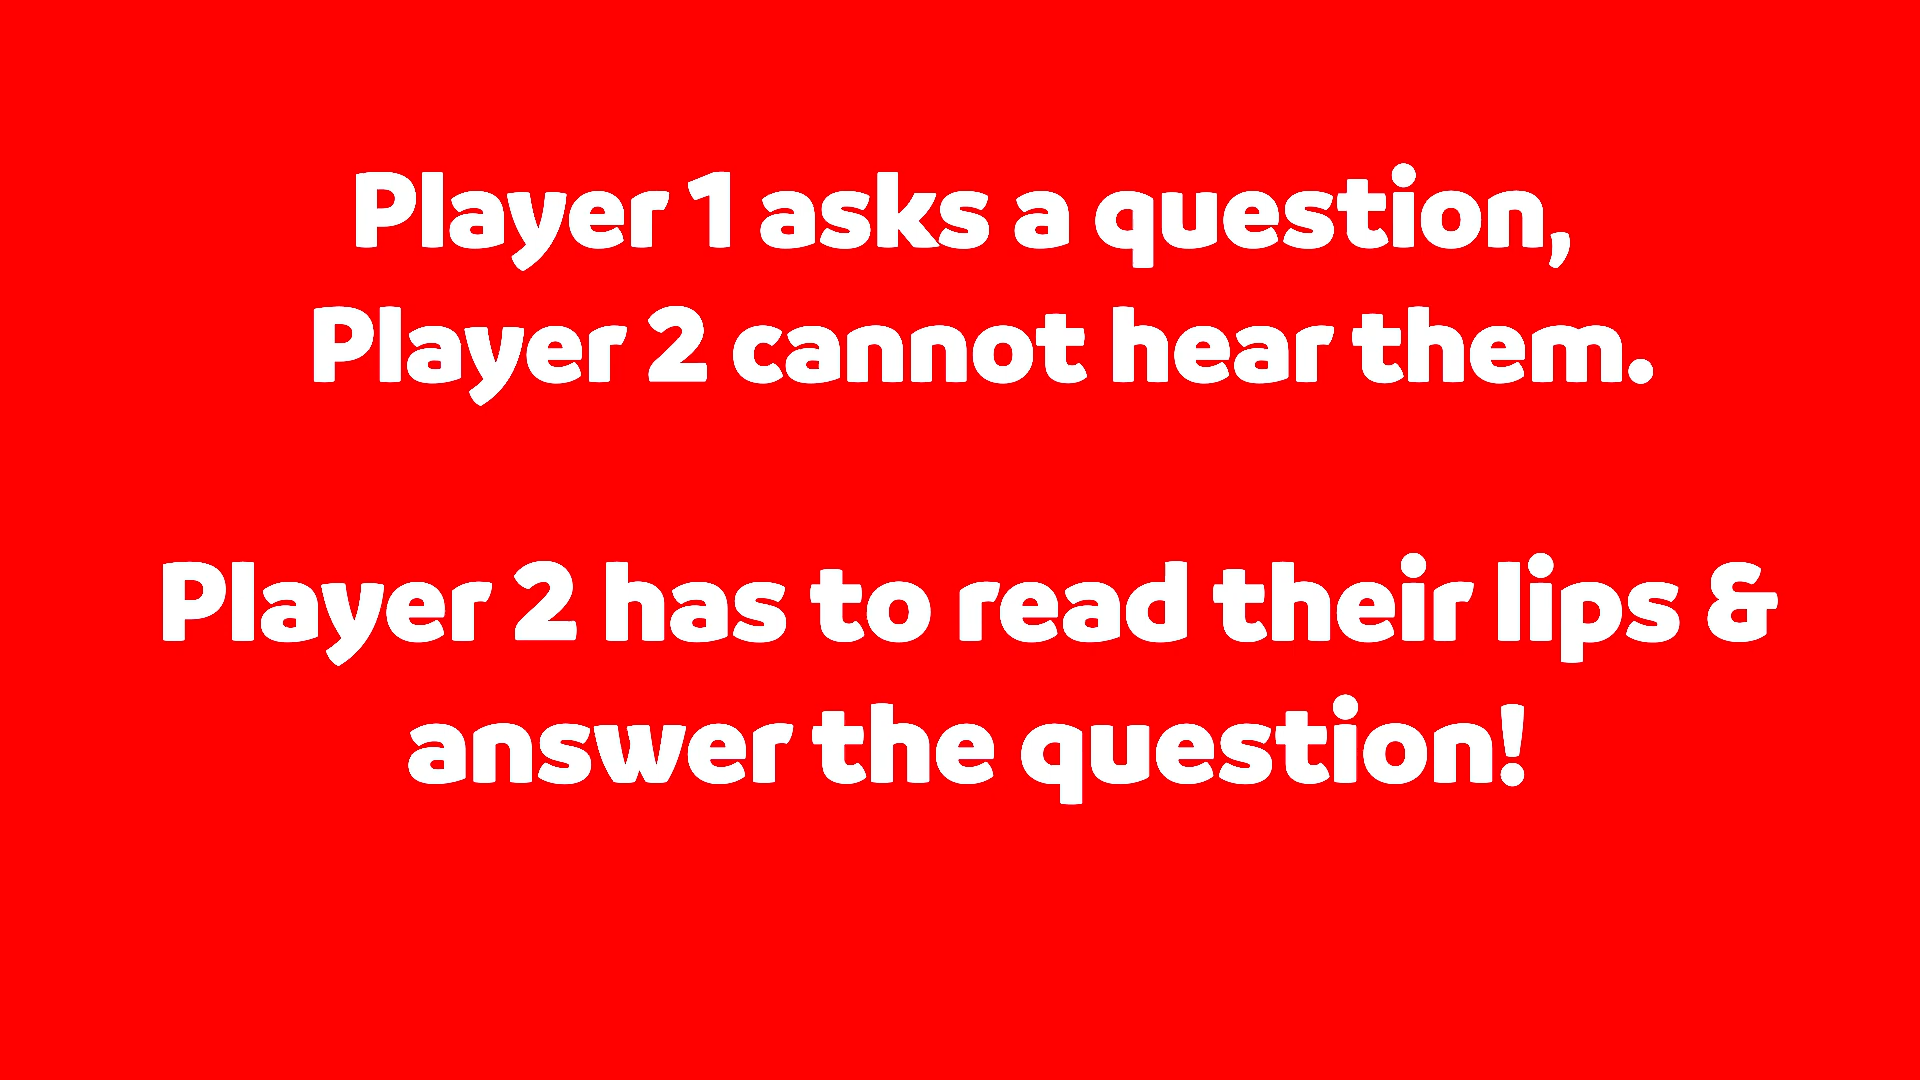 Player 1 asks a question,
Player 2 cannot hear them.
Player 2 has to read their lips &
answer the question!